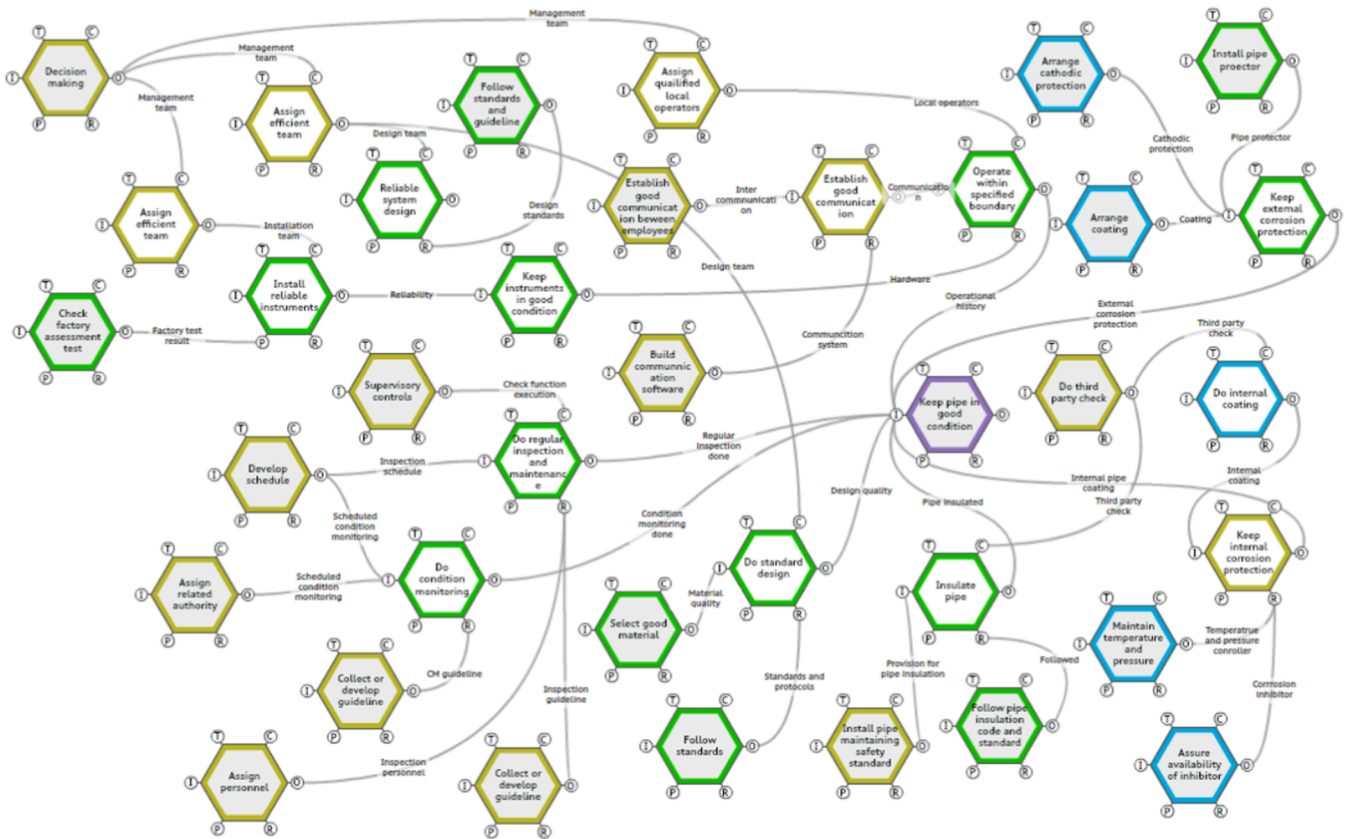 Management
team
T C
I Decision
making O
P R
Management
team
Management
team
T C
I Assign
efficient
team O
P R
Design team
T C
I Follow
standards
and
guideline O
P R
T C
I Assign
quailified
local
operators O
P R
Local operators
T C
I Arrange
cathodic
protection O
P R
Cathodic
protection
T C
I Install pipe
proector O
P R
Pipe protector
T C
I Assign
efficient team O
P R
Installation
team
T C
I Reliable
system
design O
P R
Design
standards
T C
I Establish
good
communicat
ion beween
employees O
P R
Inter
commnunicati
on
T C
I Establish
good
communicat
ion O
P R
Communicatio
n
T C
I Operate
within
specified
boundary O
P R
T C
I Arrange
coating O
P R
Coating
T C
I Keep
external
corrosion
protection O
P R
Design team
Hardware
Operational
history
External
corrosion
protection
T C
I Check
factory
assessment
test O
P R
Factory test
result
T C
I Install
reliable
instruments O
P R
Reliability
T C
I Keep
instruments
in good
condition O
P R
T C
I Build
communnic
ation
software O
P R
Communcition
system
Third party
check
T C
I Supervisory
controls O
P R
Check function
execution
T C
I Keep pipe in
good
condition O
P R
T C
I Do third
party check O
P R
T C
I Do internal
coating O
P R
T C
I Develop
schedule O
P R
Inspection
schedule
T C
I Do regular
inspection
and
maintenanc
e O
P R
Regular
inspection
done
Design quality
Pipe insulated
Internal pipe
coating
Third party
check
Internal
coating
Scheduled
condition
monitoring
Condition
monitoring
done
T C
I Keep
internal
corrosion
protection O
P R
T C
I Assign
related
authority O
P R
Scheduled
condition
monitoring
T C
I Do
condition
monitoring O
P R
T C
I Do standard
design O
P R
T C
I Insulate
pipe O
P R
T C
I Select good
material O
P R
Material
quality
T C
I Maintain
temperature
and
pressure O
P R
Temperatrue
and pressure
conroller
T C
I Collect or
develop
guideline O
P R
CM guideline
Inspection
guideline
Standards and
protocols
Provision for
pipe insulation
Followed
Corrrosion
inhibitor
T C
I Assign
personnel O
P R
Inspection
personnel
T C
I Collect or
develop
guideline O
P R
T C
I Follow
standards O
P R
T C
I Install pipe
maintaining
safety
standard O
P R
T C
I Follow pipe
insulation
code and
standard O
P R
T C
I Assure
availability
of inhibitor O
P R